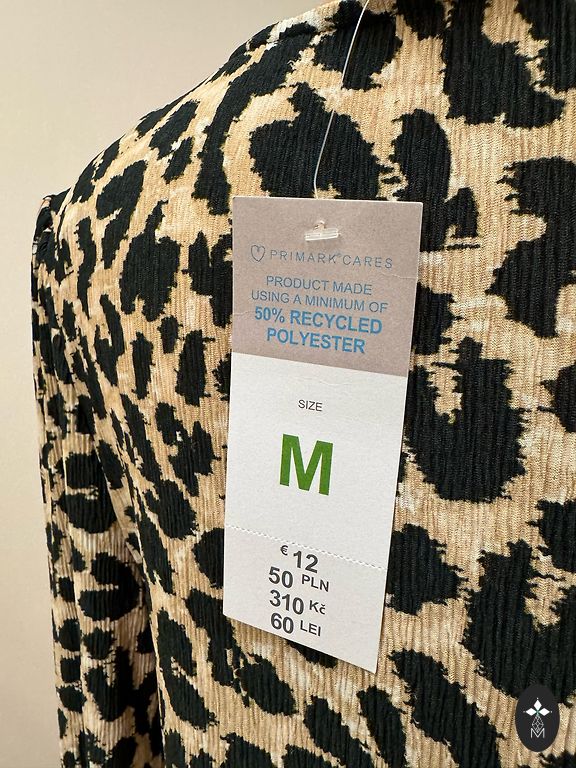 PRIMARK® CARES
PRODUCT MADE
USING A MINIMUM OF
50% RECYCLED
POLYESTER
SIZE
M
€ 12
50 PLN
310 Kč
60 LEI
M